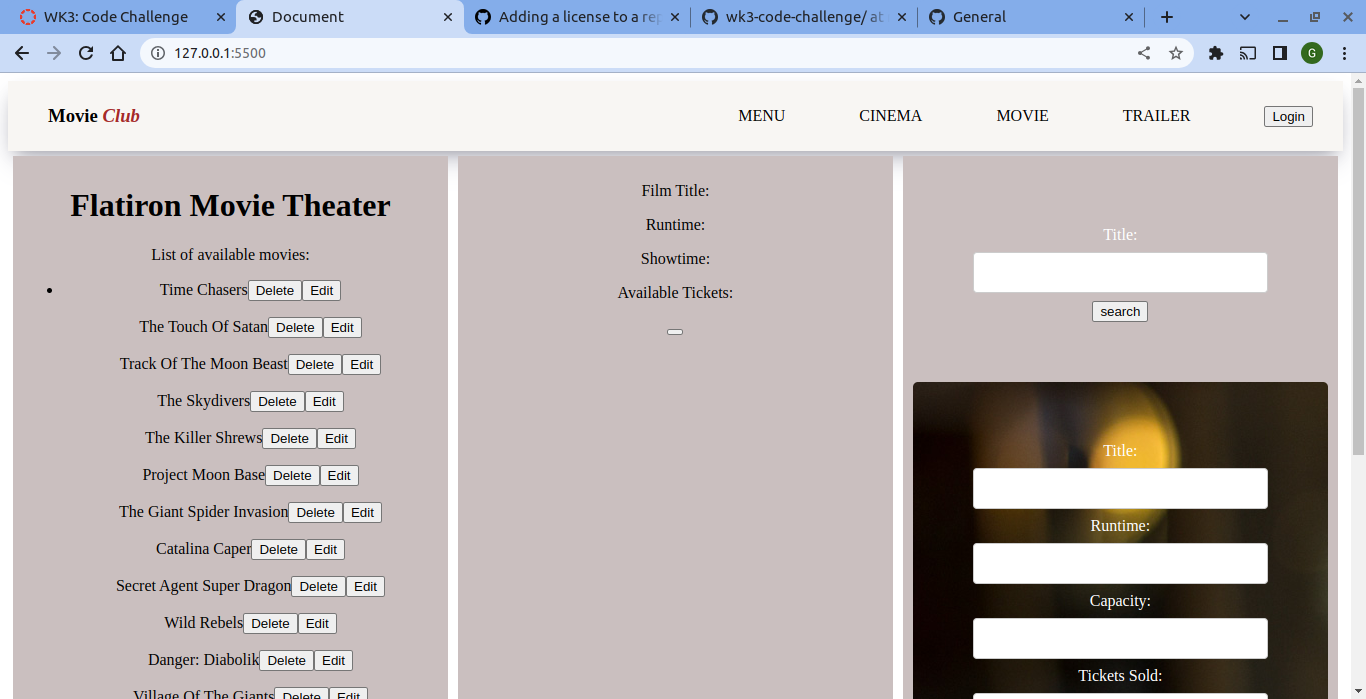 WK3: Code Challenge
Document
Adding a license to a rep
wk3-code-challenge/ at
General
127.0.0.1:5500
G
Movie Club
MENU
CINEMA
MOVIE
TRAILER
Login
Flatiron Movie Theater
List of available movies:
Time Chasers Delete Edit
The Touch Of Satan Delete Edit
Track Of The Moon Beast Delete Edit
The Skydivers Delete Edit
The Killer Shrews Delete Edit
Project Moon Base Delete Edit
The Giant Spider Invasion Delete Edit
Catalina Caper Delete Edit
Secret Agent Super Dragon Delete Edit
Wild Rebels Delete Edit
Danger: Diabolik Delete Edit
Village Of The Giants Delete Edit
Film Title:
Runtime:
Showtime:
Available Tickets:
Title:
search
Title:
Runtime:
Capacity:
Tickets Sold: